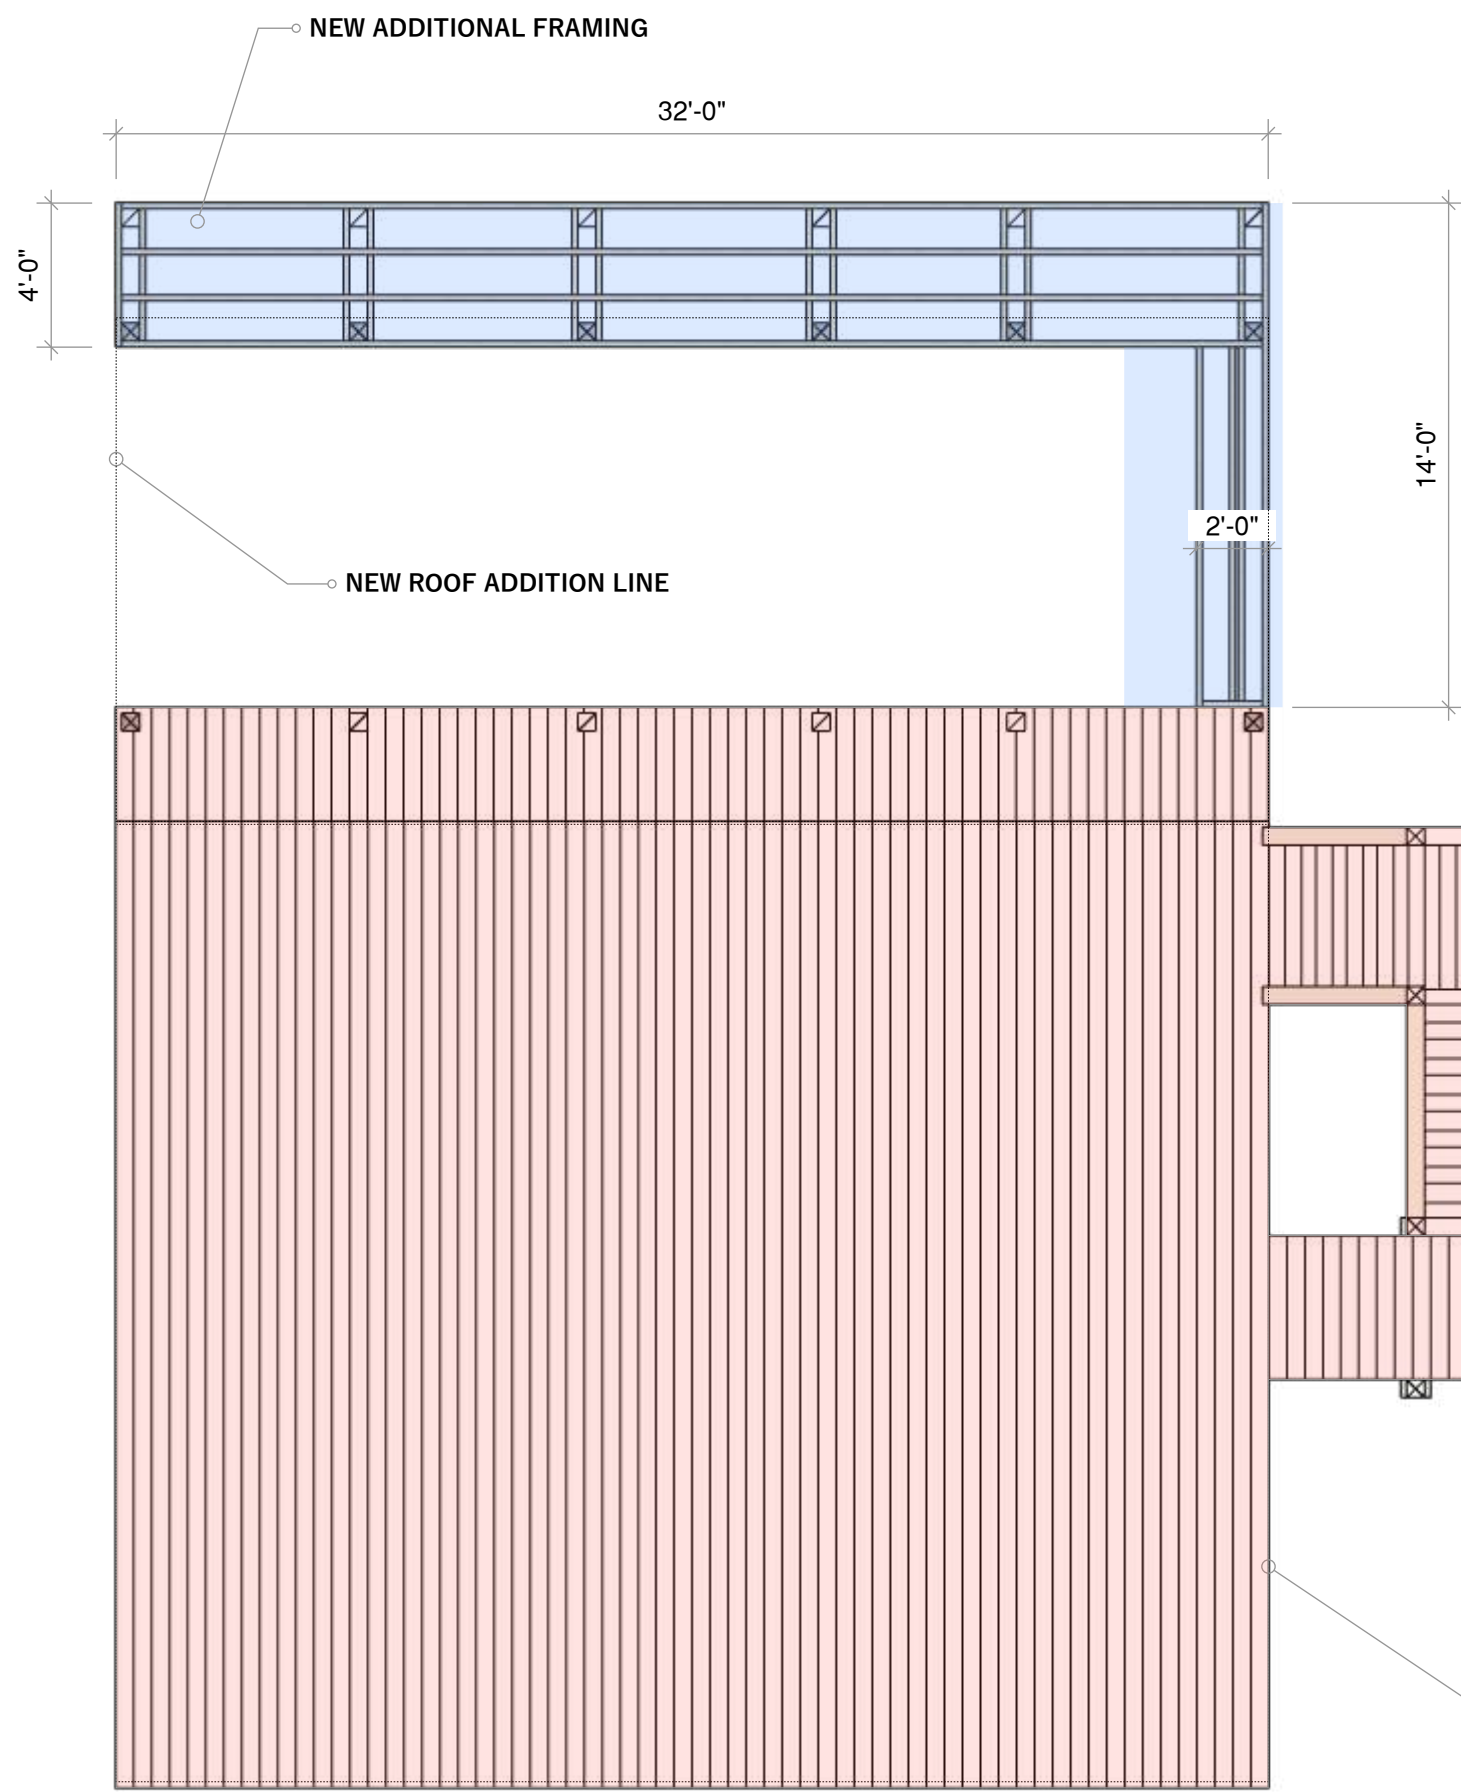 NEW ADDITIONAL FRAMING
32'-0"
4'-0"
14'-0"
2'-0"
NEW ROOF ADDITION LINE